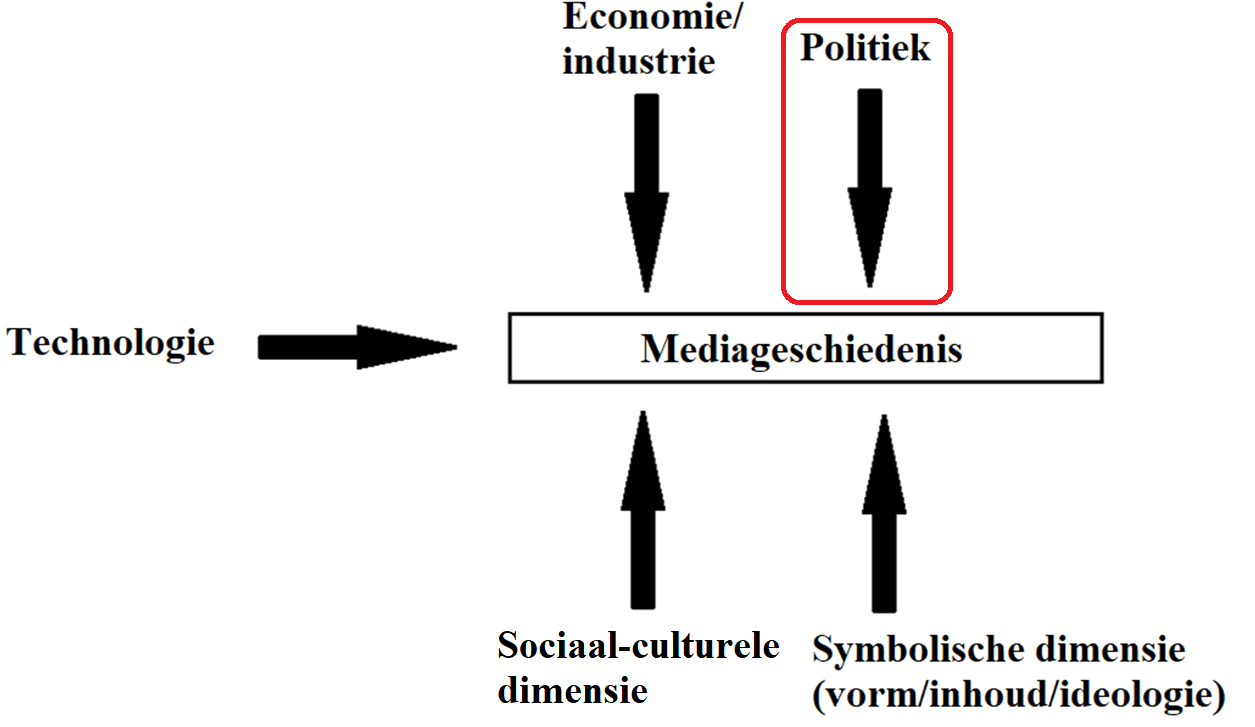 Economie/
industrie
Politiek
Technologie
Mediageschiedenis
Sociaal-culturele
dimensie
Symbolische dimensie
(vorm/inhoud/ideologie)